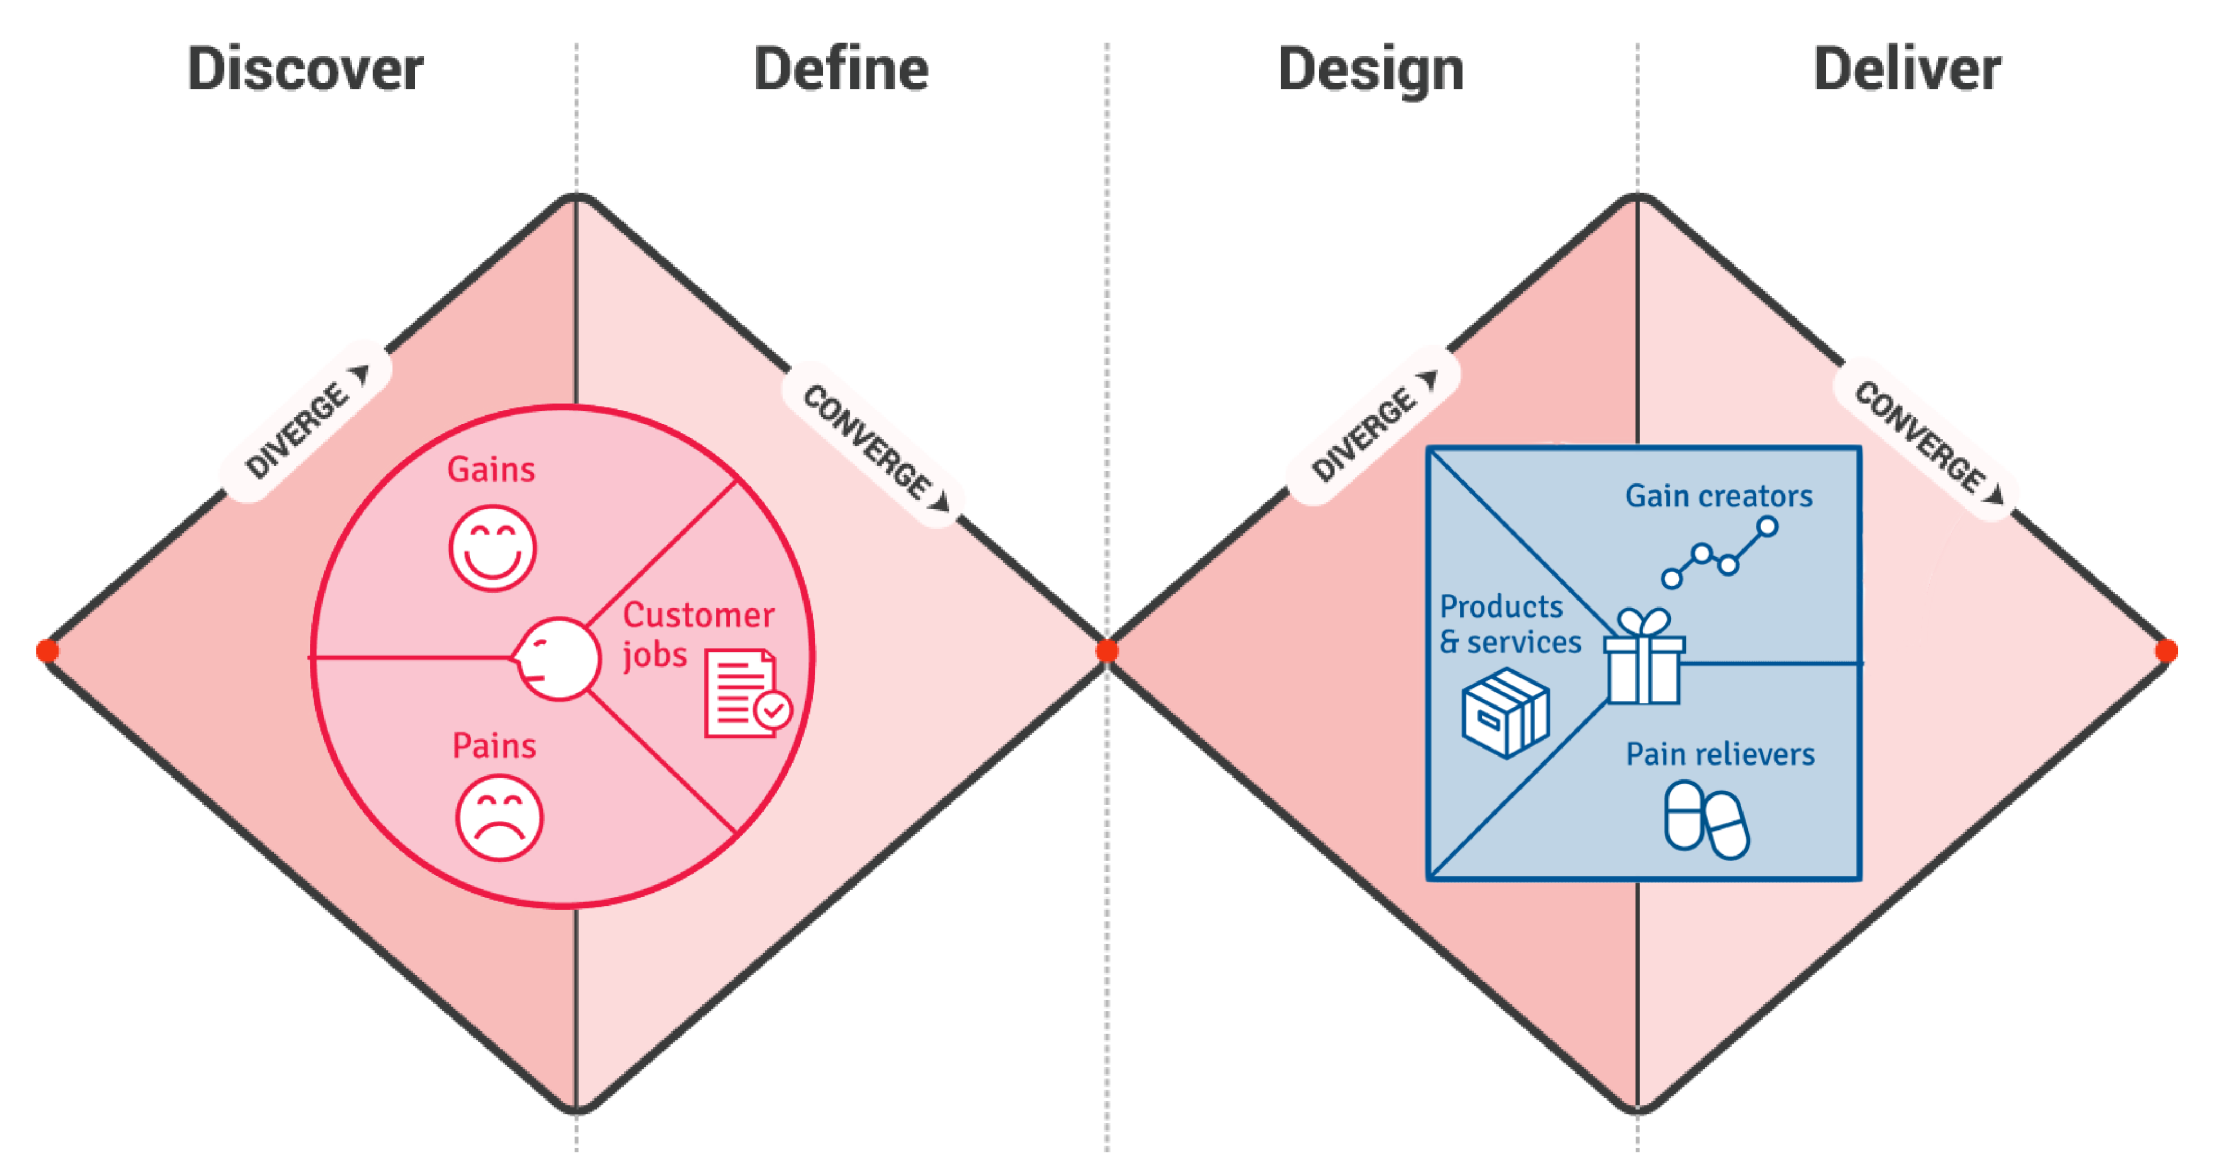 Discover
Define
Design
Deliver
DIVERGE
CONVERGE
DIVERGE
CONVERGE
Gains
Customer
jobs
Pains
Gain creators
Products
& services
Pain relievers